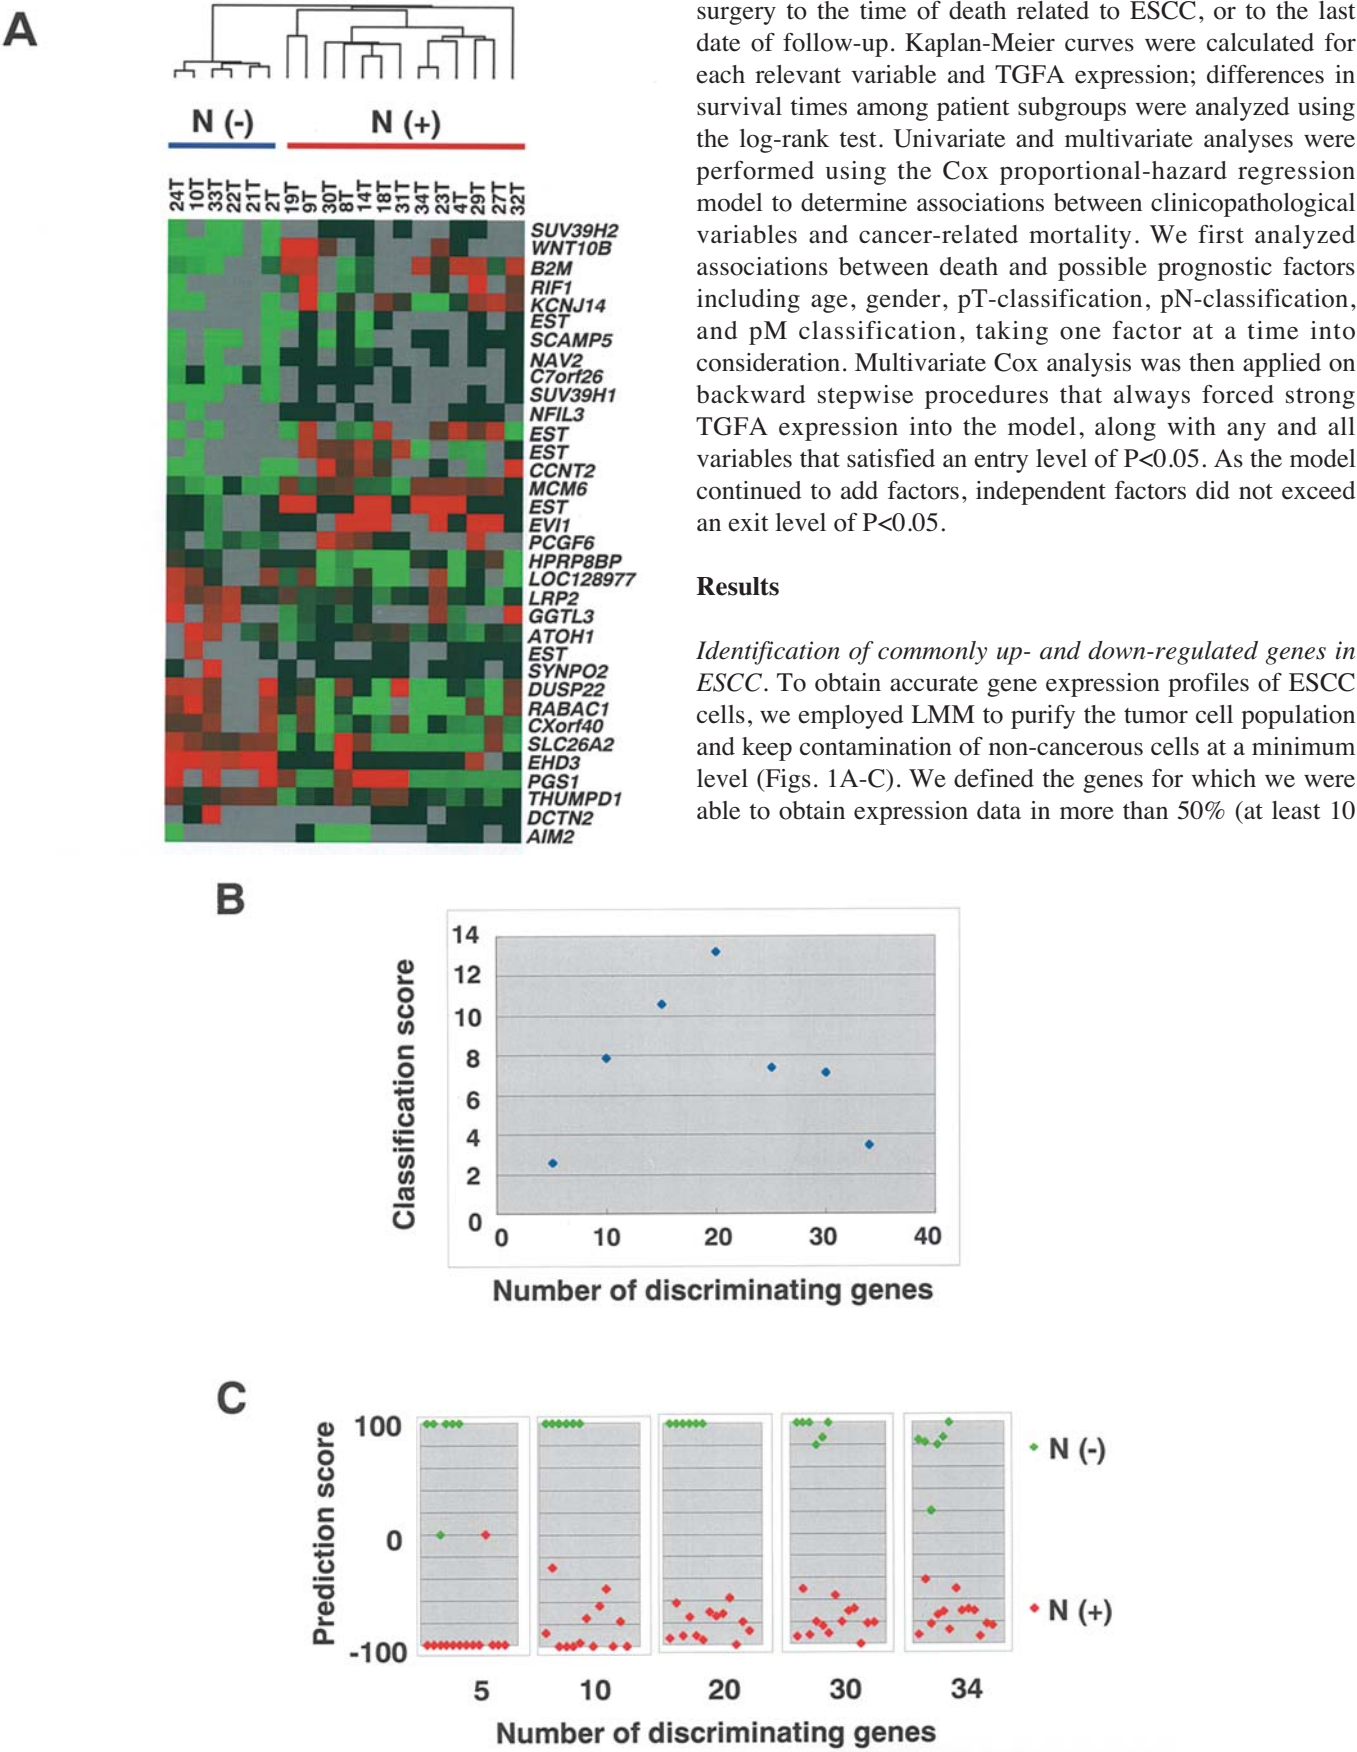 A
N (-)
N (+)
24T
10T
33T
22T
21T
2T
19T
9T
30T
8T
14T
18T
31T
34T
23T
4T
29T
27T
32T
SUV39H2
WNT10B
B2M
RIF1
KCNJ14
EST
SCAMP5
NAV2
C7orf26
SUV39H1
NFIL3
EST
EST
CCNT2
MCM6
EST
EVI1
PCGF6
HPRP8BP
LOC128977
LRP2
GGTL3
ATOH1
EST
SYNPO2
DUSP22
RABAC1
CXorf40
SLC26A2
EHD3
PGS1
THUMPD1
DCTN2
AIM2
surgery to the time of death related to ESCC, or to the last
date of follow-up. Kaplan-Meier curves were calculated for
each relevant variable and TGFA expression; differences in
survival times among patient subgroups were analyzed using
the log-rank test. Univariate and multivariate analyses were
performed using the Cox proportional-hazard regression
model to determine associations between clinicopathological
variables and cancer-related mortality. We first analyzed
associations between death and possible prognostic factors
including age, gender, pT-classification, pN-classification,
and pM classification, taking one factor at a time into
consideration. Multivariate Cox analysis was then applied on
backward stepwise procedures that always forced strong
TGFA expression into the model, along with any and all
variables that satisfied an entry level of P<0.05. As the model
continued to add factors, independent factors did not exceed
an exit level of P<0.05.
Results
Identification of commonly up- and down-regulated genes in
ESCC. To obtain accurate gene expression profiles of ESCC
cells, we employed LMM to purify the tumor cell population
and keep contamination of non-cancerous cells at a minimum
level (Figs. 1A-C). We defined the genes for which we were
able to obtain expression data in more than 50% (at least 10
B
Classification score
14
12
10
8
6
4
2
0
0 10 20 30 40
Number of discriminating genes
C
Prediction score
100
0
-100
N (-)
N (+)
5 10 20 30 34
Number of discriminating genes